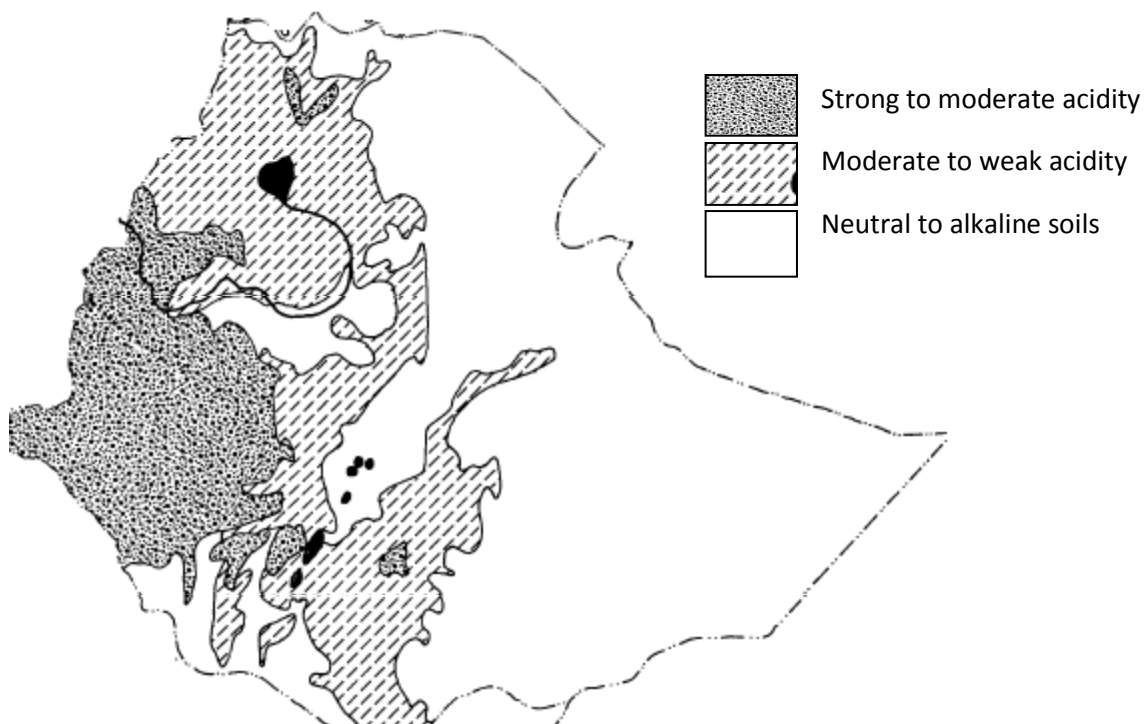 Strong to moderate acidity
Moderate to weak acidity
Neutral to alkaline soils